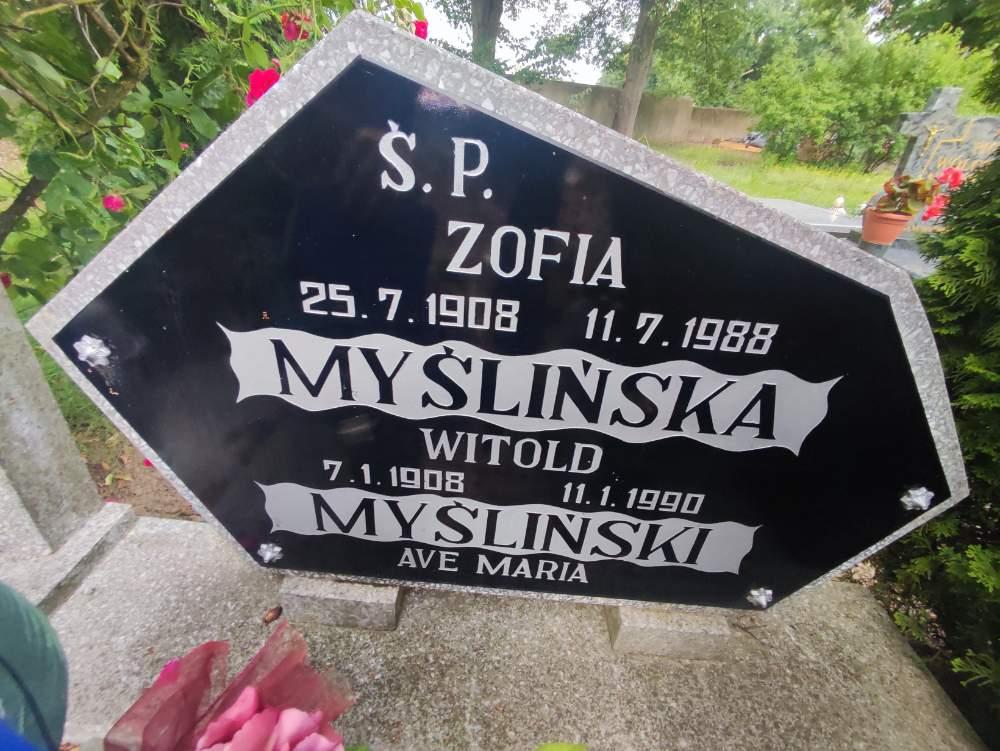 Ś.P.
ZOFIA
25.7.1908 11.7.1988
MYŚLIŃSKA
WITOLD
7.1.1908 11.1.1990
MYŚLIŃSKI
AVE MARIA